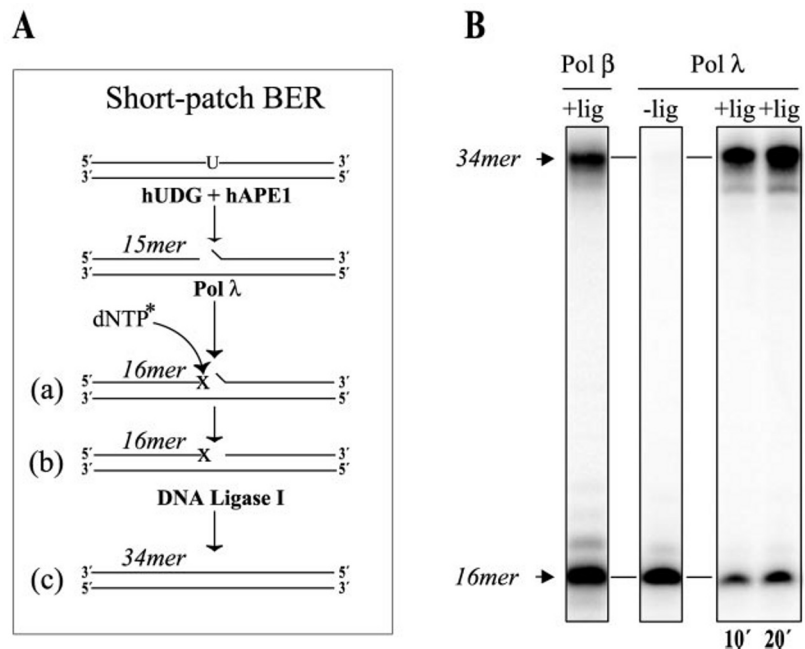 A
Short-patch BER
5´ U 3´
3´ 5´
hUDG + hAPE1
15mer
5´ 3´
3´ 5´
Pol λ
dNTP*
16mer
(a) 5´ X 3´
3´ 5´
16mer
(b) 5´ X 3´
3´ 5´
DNA Ligase I
34mer
(c) 5´ 5´
3´ 3´
B
Pol β Pol λ
+lig -lig +lig +lig
34mer
16mer
10´ 20´